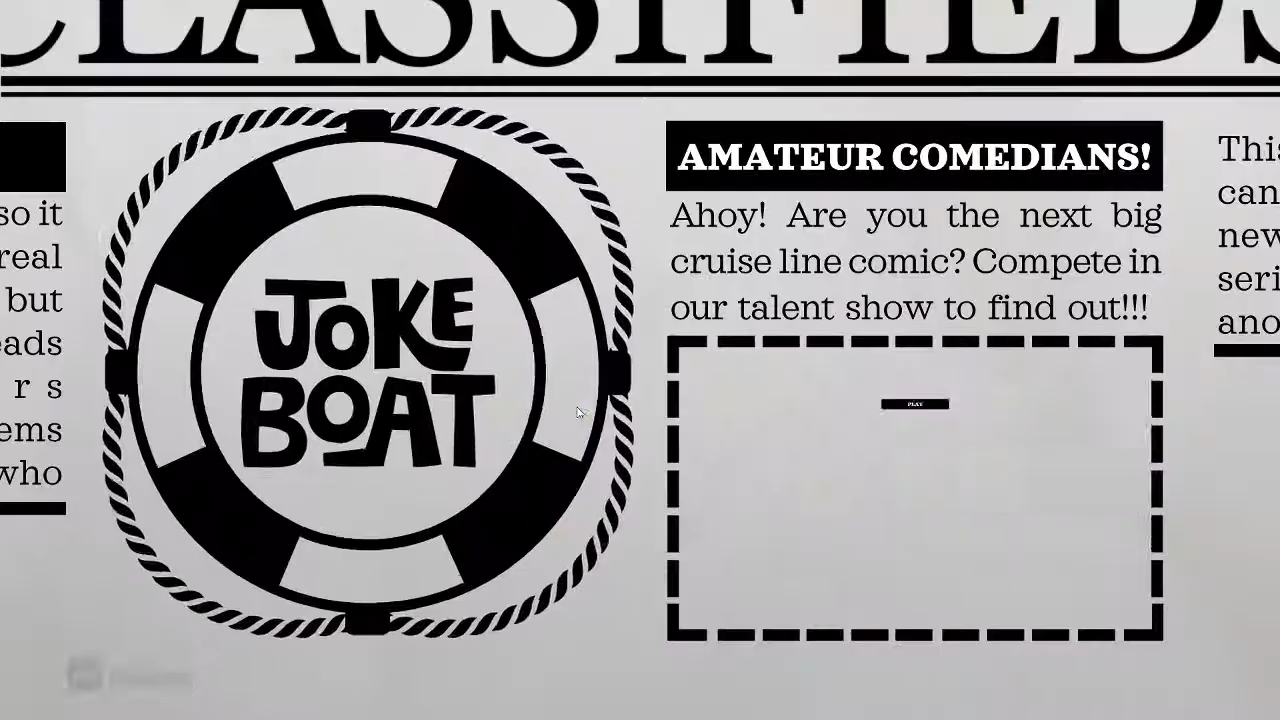 CLASSIFIEDS
so it
real
but
eads
r s
ems
who
JOKE
BOAT
AMATEUR COMEDIANS!
Ahoy! Are you the next big
cruise line comic? Compete in
our talent show to find out!!!
PLAY
This
can
new
seri
ano